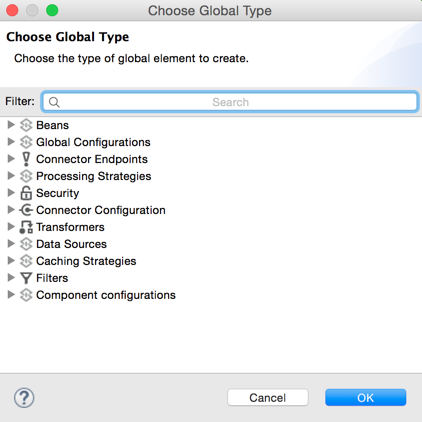 Choose Global Type
Choose Global Type
Choose the type of global element to create.
Filter: Search
Beans
Global Configurations
Connector Endpoints
Processing Strategies
Security
Connector Configuration
Transformers
Data Sources
Caching Strategies
Filters
Component configurations
? Cancel OK